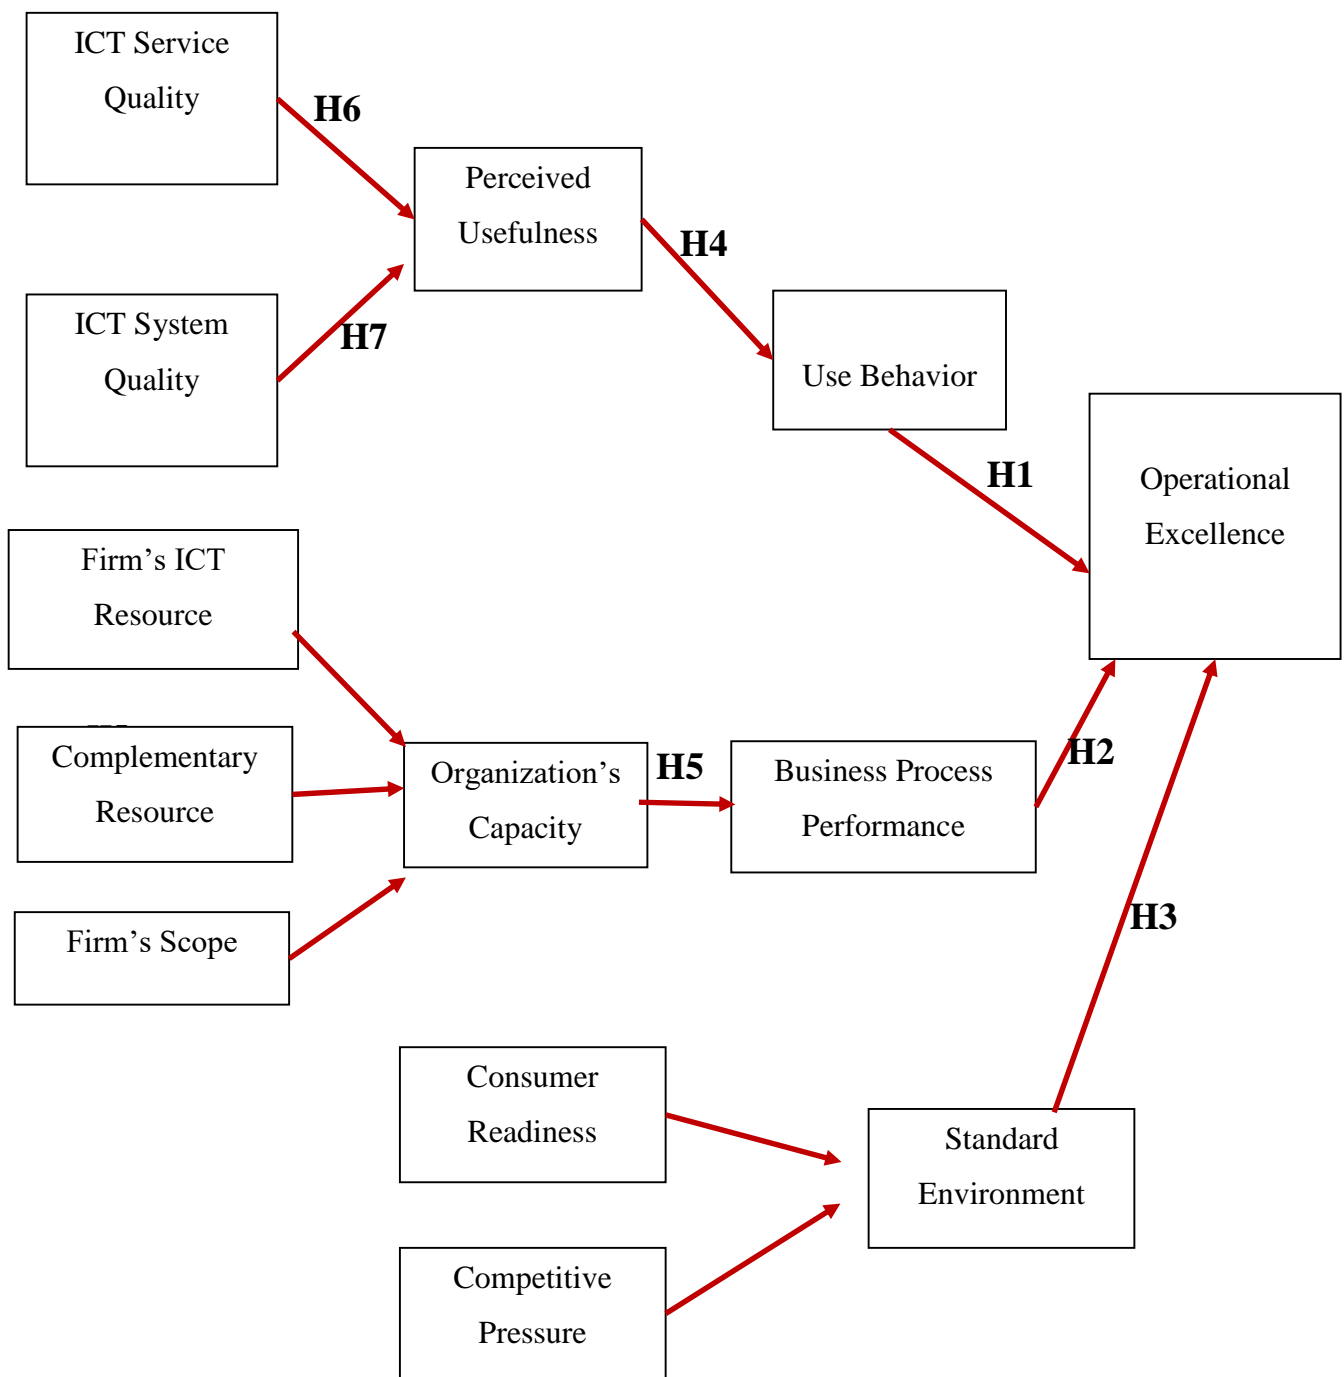 ICT Service
Quality
H6
Perceived
Usefulness
H4
ICT System
Quality
H7
Use Behavior
H1
Operational
Excellence
Firm’s ICT
Resource
Complementary
Resource
Organization’s
Capacity
H5
Business Process
Performance
H2
Firm’s Scope
H3
Consumer
Readiness
Standard
Environment
Competitive
Pressure